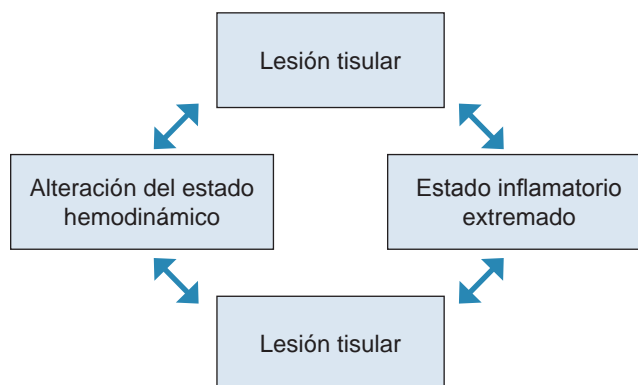 Lesión tisular
Alteración del estado
hemodinámico
Estado inflamatorio
extremado
Lesión tisular